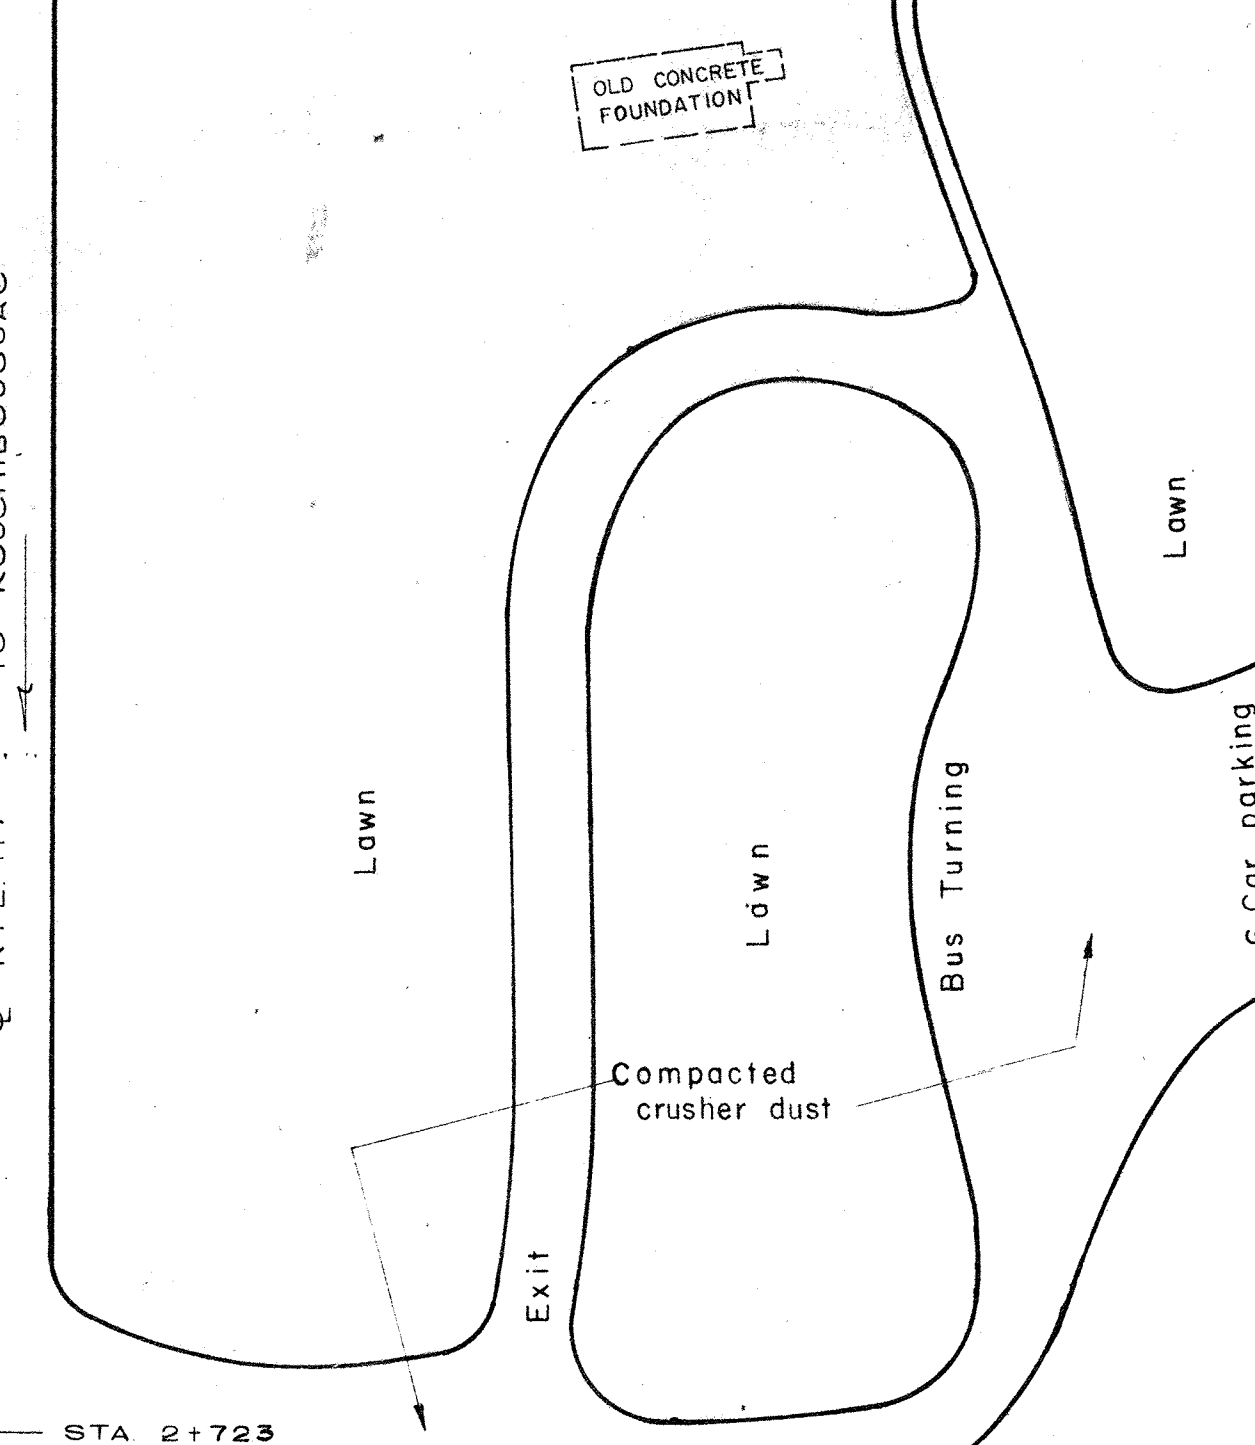 OLD CONCRETE
FOUNDATION
Lawn
Lawn
Lawn
Bus Turning
Car parking
Compacted
crusher dust
Exit
STA. 2+723